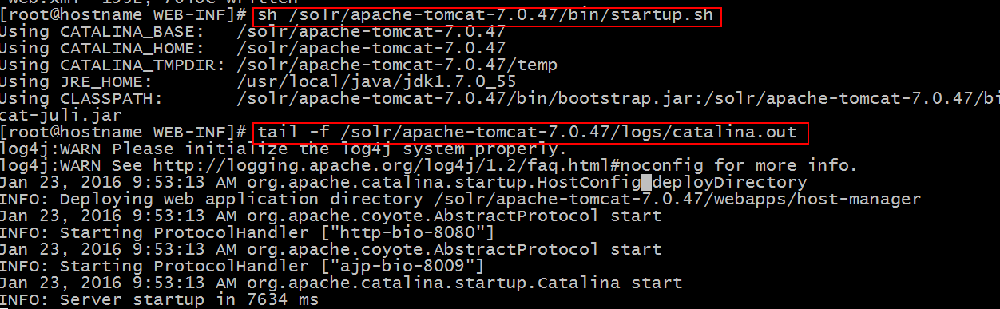 [root@hostname WEB-INF]# sh /solr/apache-tomcat-7.0.47/bin/startup.sh
Using CATALINA_BASE:   /solr/apache-tomcat-7.0.47
Using CATALINA_HOME:   /solr/apache-tomcat-7.0.47
Using CATALINA_TMPDIR: /solr/apache-tomcat-7.0.47/temp
Using JRE_HOME:        /usr/local/java/jdk1.7.0_55
Using CLASSPATH:       /solr/apache-tomcat-7.0.47/bin/bootstrap.jar:/solr/apache-tomcat-7.0.47/bi
cat-juli.jar
[root@hostname WEB-INF]# tail -f /solr/apache-tomcat-7.0.47/logs/catalina.out
log4j:WARN Please initialize the log4j system properly.
log4j:WARN See http://logging.apache.org/log4j/1.2/faq.html#noconfig for more info.
Jan 23, 2016 9:53:13 AM org.apache.catalina.startup.HostConfig deployDirectory
INFO: Deploying web application directory /solr/apache-tomcat-7.0.47/webapps/host-manager
Jan 23, 2016 9:53:13 AM org.apache.coyote.AbstractProtocol start
INFO: Starting ProtocolHandler ["http-bio-8080"]
Jan 23, 2016 9:53:13 AM org.apache.coyote.AbstractProtocol start
INFO: Starting ProtocolHandler ["ajp-bio-8009"]
Jan 23, 2016 9:53:13 AM org.apache.catalina.startup.Catalina start
INFO: Server startup in 7634 ms